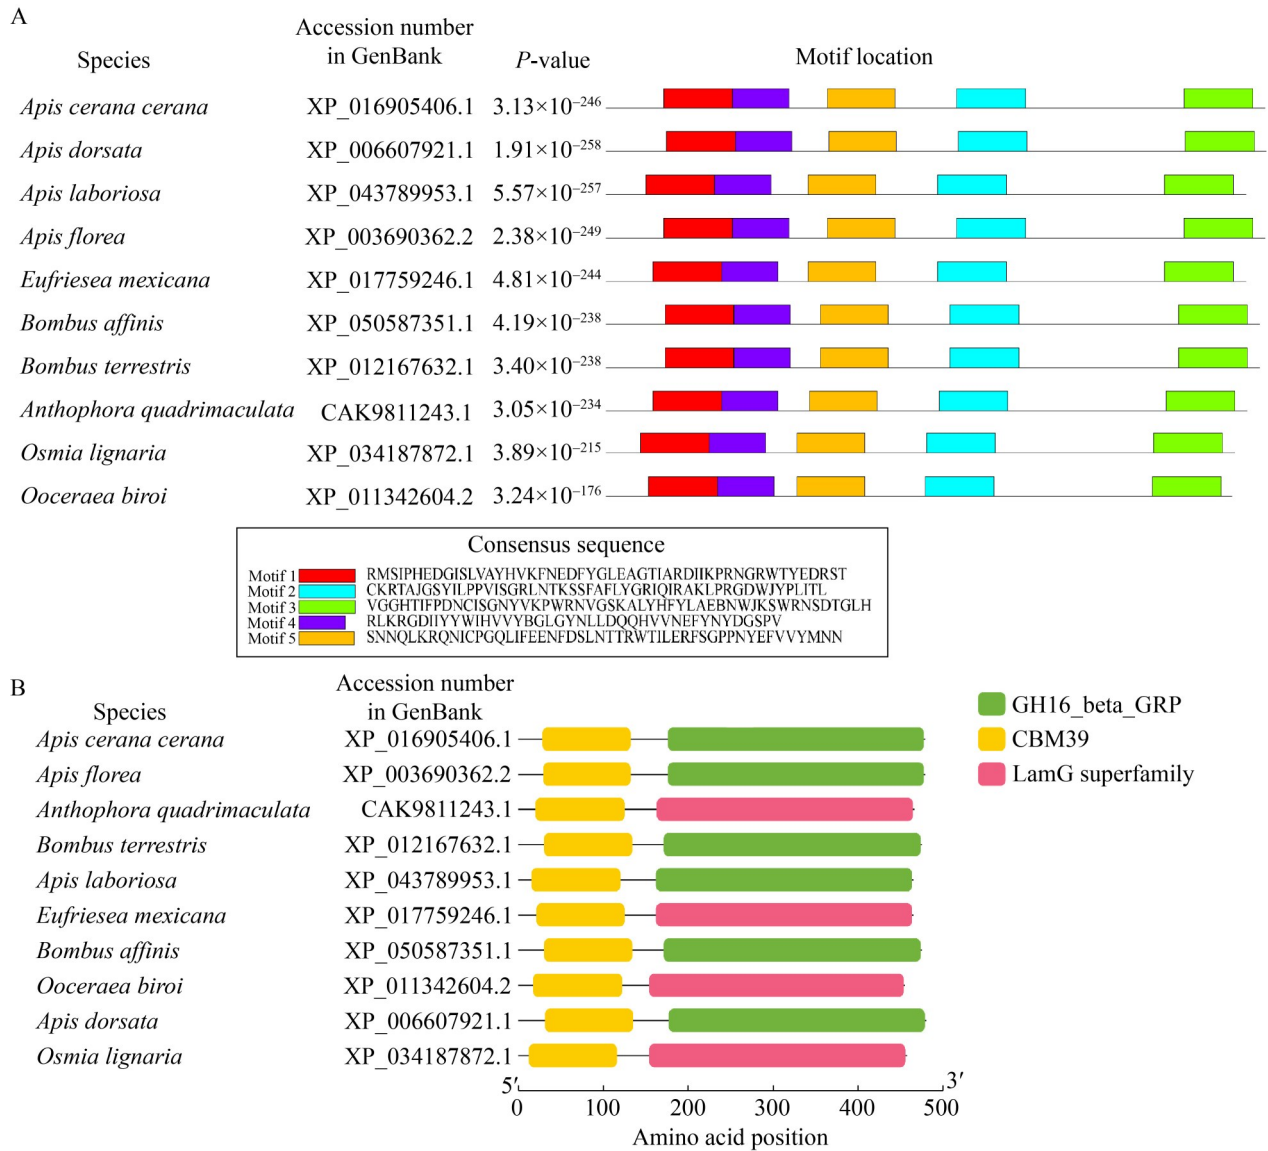 A
Accession number
in GenBank
Species
P-value
Motif location
Apis cerana cerana XP_016905406.1 3.13×10⁻²⁴⁶
Apis dorsata XP_006607921.1 1.91×10⁻²⁵⁸
Apis laboriosa XP_043789953.1 5.57×10⁻²⁵⁷
Apis florea XP_003690362.2 2.38×10⁻²⁴⁹
Eufriesea mexicana XP_017759246.1 4.81×10⁻²⁴⁴
Bombus affinis XP_050587351.1 4.19×10⁻²³⁸
Bombus terrestris XP_012167632.1 3.40×10⁻²³⁸
Anthophora quadrimaculata CAK9811243.1 3.05×10⁻²³⁴
Osmia lignaria XP_034187872.1 3.89×10⁻²¹⁵
Ooceraea biroi XP_011342604.2 3.24×10⁻¹⁷⁶
Consensus sequence
Motif 1 RMSIPHEDGISLVAYHVKFNEDFYGLEAGTIARDIIKPRNGRWTYEDRST
Motif 2 CKRTAJGSYILPPVISGRLNTKSSFAFLYGRIQIRAKLPRGDWJYPLITL
Motif 3 VGGHTIFPDNCISGNYVKPWRNVGSKALYHFYLAEBNWJKSWRNSDTGLH
Motif 4 RLKRGDIIYYWIHVVYBGLGYNLLDQQHVVNEFYNYDGSPV
Motif 5 SNNQLKRQNICPGQLIFEENFDSLNTTRWTILERFSGPPNYEFVVYMNN
B
Accession number
in GenBank
Species
Apis cerana cerana XP_016905406.1
Apis florea XP_003690362.2
Anthophora quadrimaculata CAK9811243.1
Bombus terrestris XP_012167632.1
Apis laboriosa XP_043789953.1
Eufriesea mexicana XP_017759246.1
Bombus affinis XP_050587351.1
Ooceraea biroi XP_011342604.2
Apis dorsata XP_006607921.1
Osmia lignaria XP_034187872.1
GH16_beta_GRP
CBM39
LamG superfamily
5′ 3′
0 100 200 300 400 500
Amino acid position